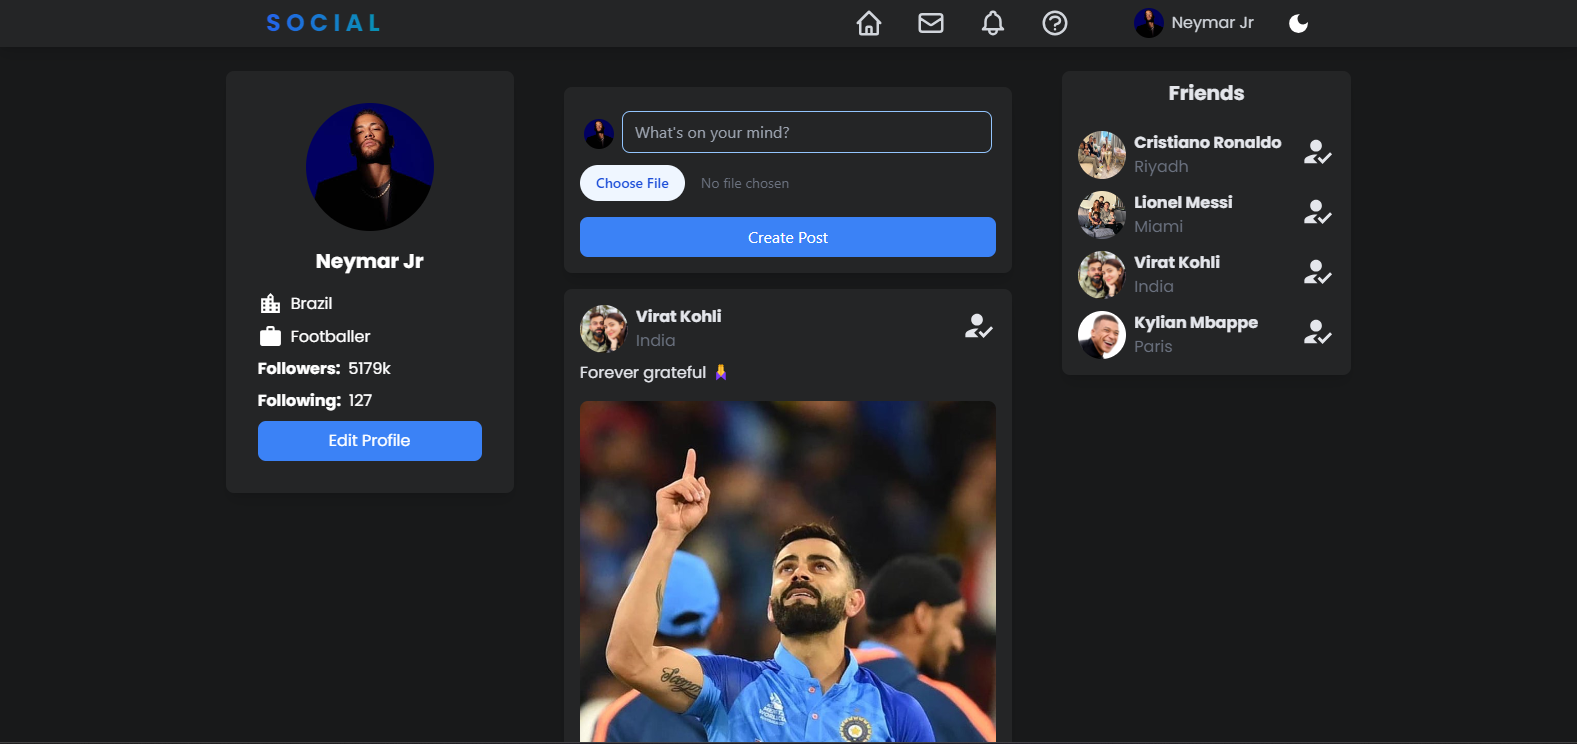 SOCIAL
Neymar Jr
Neymar Jr
Brazil
Footballer
Followers: 5179k
Following: 127
Edit Profile
What's on your mind?
Choose File No file chosen
Create Post
Virat Kohli
India
Forever grateful
Friends
Cristiano Ronaldo
Riyadh
Lionel Messi
Miami
Virat Kohli
India
Kylian Mbappe
Paris